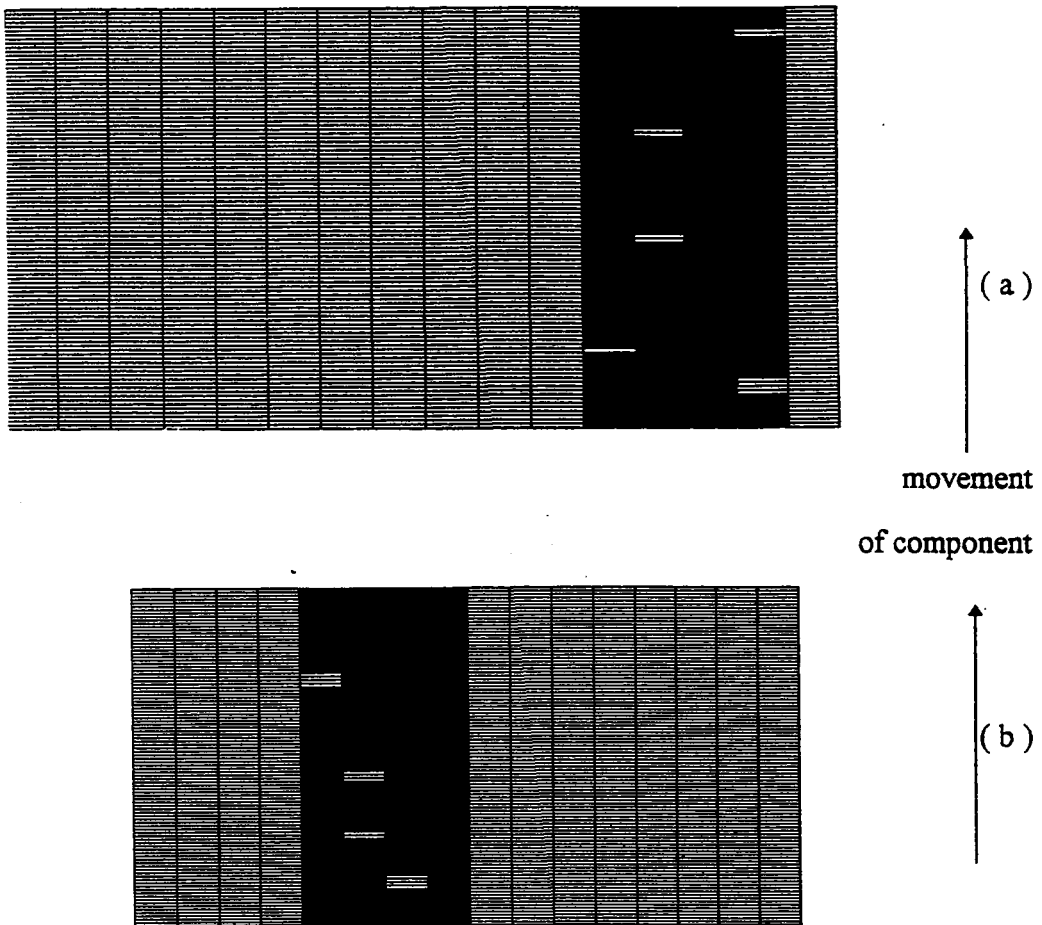 ( a )
movement
of component
( b )